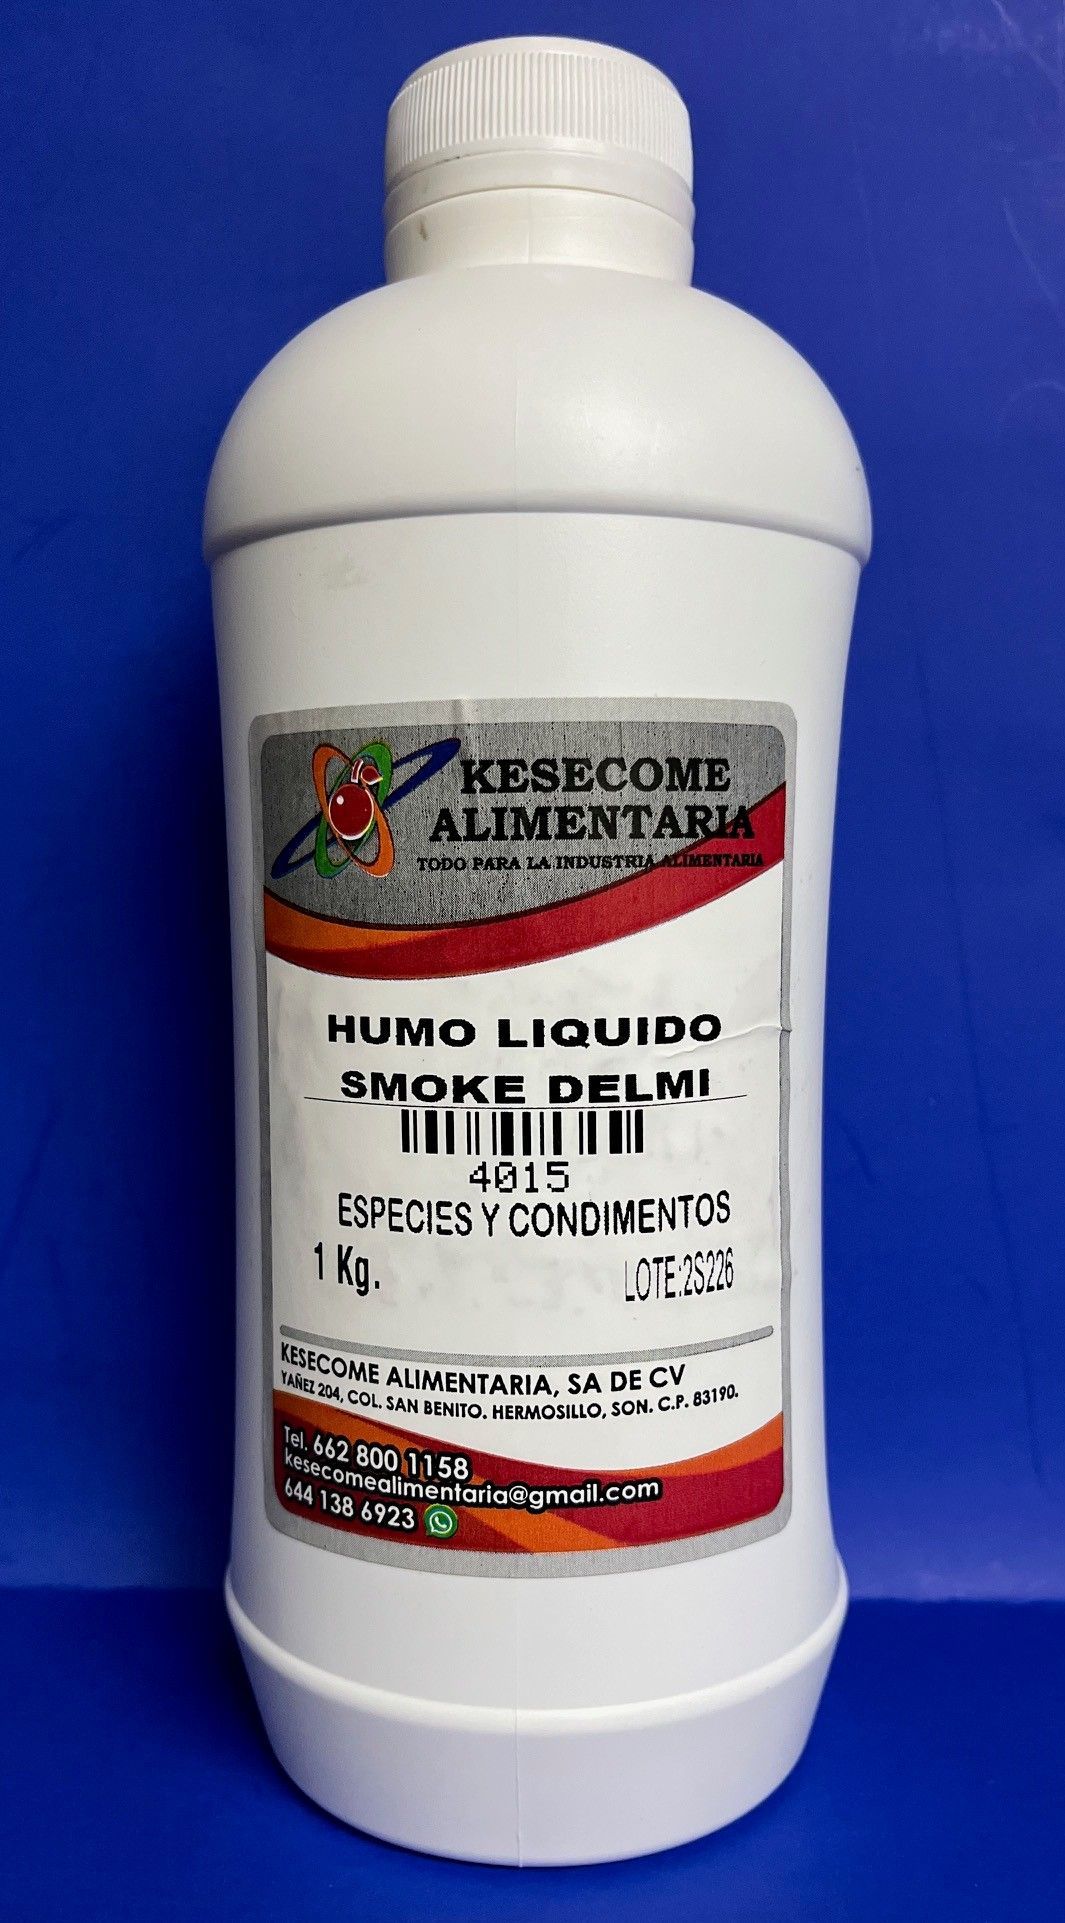 KESECOME
ALIMENTARIA
TODO PARA LA INDUSTRIA ALIMENTARIA
HUMO LIQUIDO
SMOKE DELMI
4015
ESPECIES Y CONDIMENTOS
1 Kg. LOTE:2S226
KESECOME ALIMENTARIA, SA DE CV
YAÑEZ 204, COL. SAN BENITO. HERMOSILLO, SON. C.P. 83190.
Tel. 662 800 1158
kesecomealimentaria@gmail.com
644 138 6923